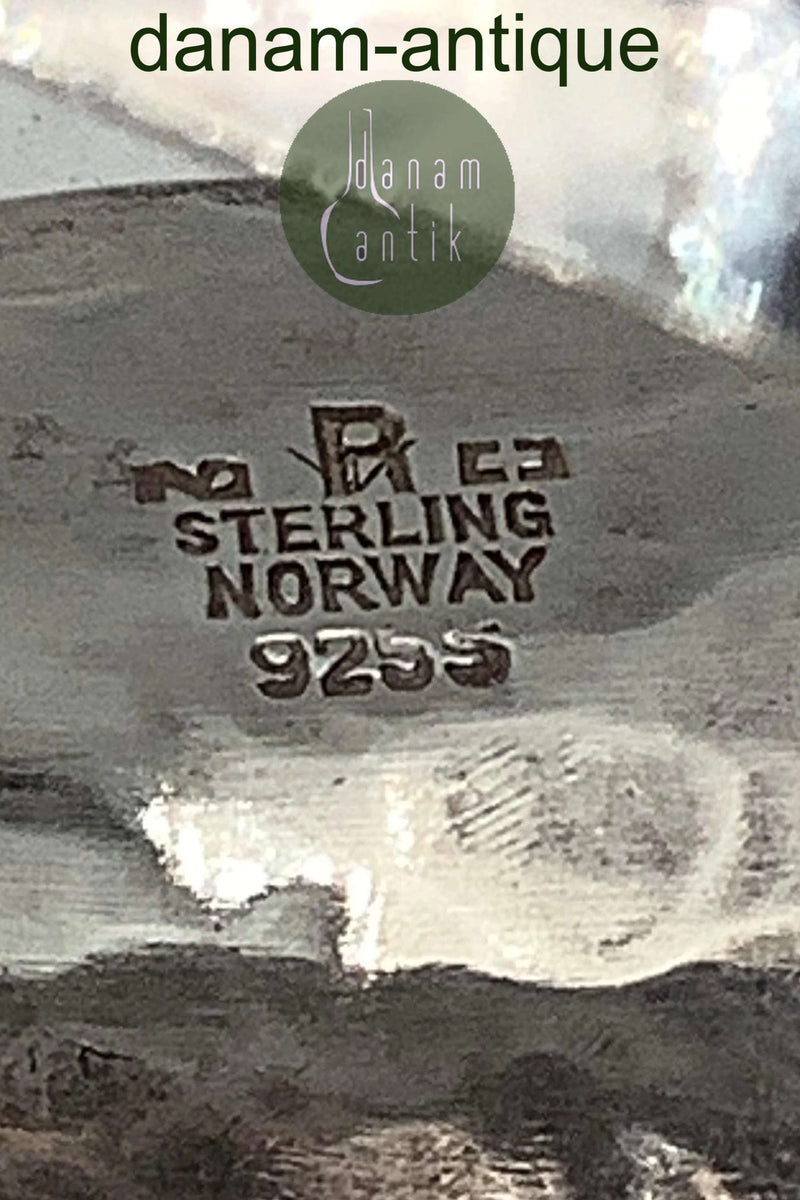 danam-antique
danam
antik
STERLING
NORWAY
925S